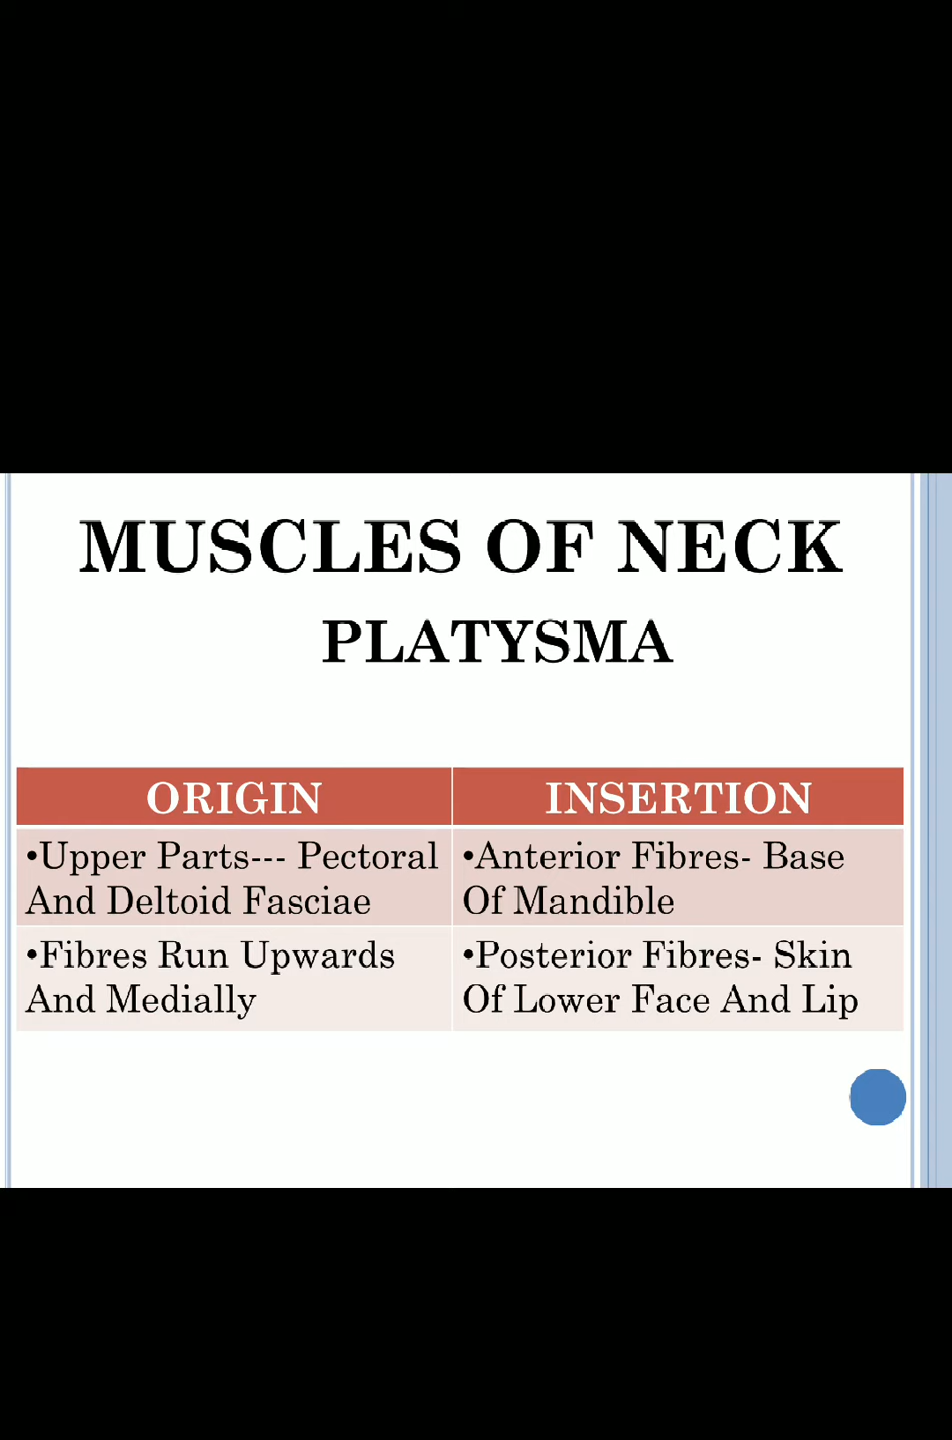 MUSCLES OF NECK
PLATYSMA
ORIGIN
INSERTION
•Upper Parts--- Pectoral
And Deltoid Fasciae
•Anterior Fibres- Base
Of Mandible
•Fibres Run Upwards
And Medially
•Posterior Fibres- Skin
Of Lower Face And Lip